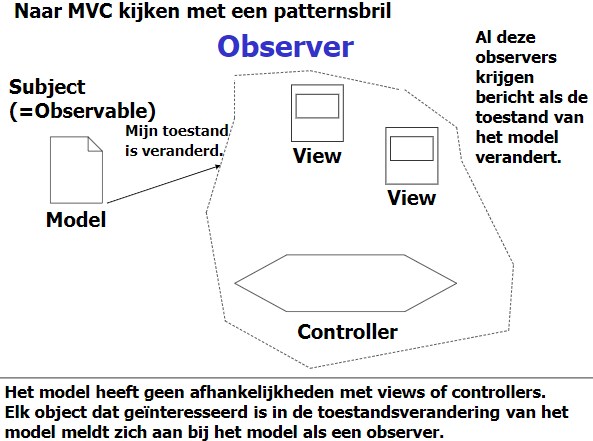 Naar MVC kijken met een patternsbril
Observer
Subject
(=Observable)
Mijn toestand
is veranderd.
Model
View
View
Controller
Al deze
observers
krijgen
bericht als de
toestand van
het model
verandert.
Het model heeft geen afhankelijkheden met views of controllers.
Elk object dat geïnteresseerd is in de toestandsverandering van het
model meldt zich aan bij het model als een observer.